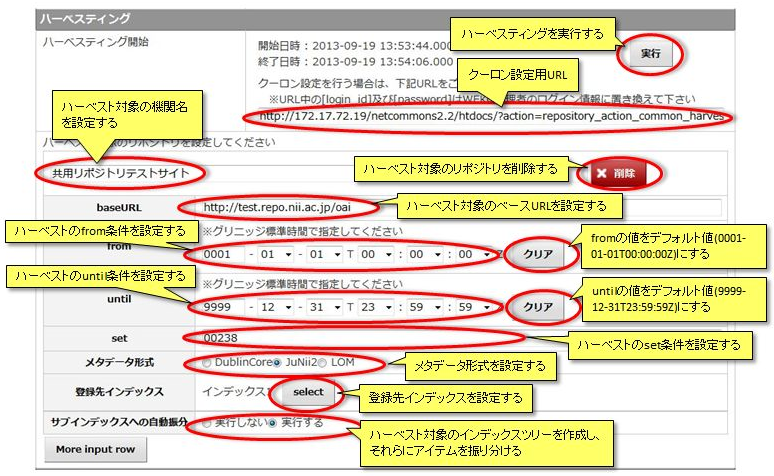 ハーベスティング
ハーベスティング開始
開始日時：2013-09-19 13:53:44.000
終了日時：2013-09-19 13:54:06.000
ハーベスティングを実行する
実行
クーロン設定を行う場合は、下記URLをご
クーロン設定用URL
※URL中の[login_id]及び[password]はWEKO管理者のログイン情報に置き換えて下さい
http://172.17.72.19/netcommons2.2/htdocs/?action=repository_action_common_harves
ハーベスト対象の機関名
を設定する
のリポジトリを設定してください
共用リポジトリテストサイト
ハーベスト対象のリポジトリを削除する
削除
baseURL
http://test.repo.nii.ac.jp/oai
ハーベスト対象のベースURLを設定する
ハーベストのfrom条件を設定する
※グリニッジ標準時間で指定してください
from
0001 - 01 - 01 T 00 : 00 : 00 Z
クリア
fromの値をデフォルト値(0001-
01-01T00:00:00Z)にする
ハーベストのuntil条件を設定する
※グリニッジ標準時間で指定してください
until
9999 - 12 - 31 T 23 : 59 : 59
クリア
untilの値をデフォルト値(9999-
12-31T23:59:59Z)にする
set
00238
ハーベストのset条件を設定する
メタデータ形式
DublinCore JuNii2 LOM
メタデータ形式を設定する
登録先インデックス
インデックス
select
登録先インデックスを設定する
サブインデックスへの自動振分
実行しない 実行する
ハーベスト対象のインデックスツリーを作成し、
それらにアイテムを振り分ける
More input row